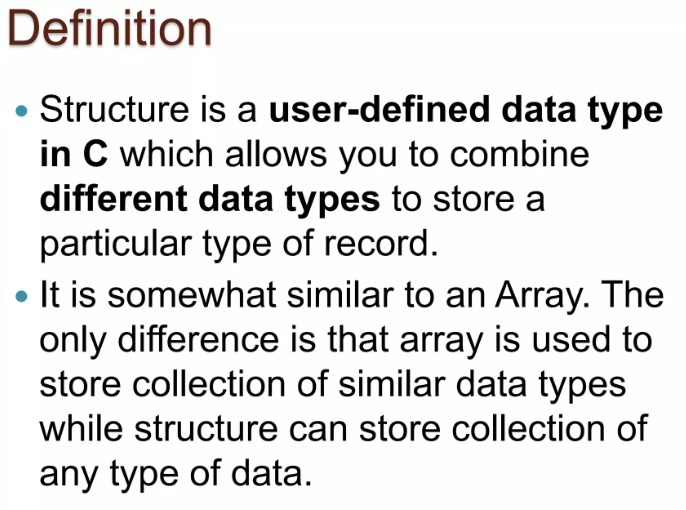 Definition
• Structure is a user-defined data type
in C which allows you to combine
different data types to store a
particular type of record.
• It is somewhat similar to an Array. The
only difference is that array is used to
store collection of similar data types
while structure can store collection of
any type of data.